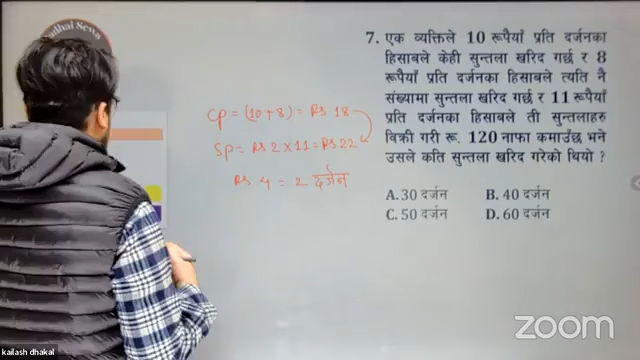 adhai Sewa
7. एक व्यक्तिले 10 रूपैयाँ प्रति दर्जनका
हिसाबले केही सुन्तला खरिद गर्छ र 8
रूपैयाँ प्रति दर्जनका हिसाबले त्यति नै
संख्यामा सुन्तला खरिद गर्छ र 11 रूपैयाँ
प्रति दर्जनका हिसाबले ती सुन्तलाहरु
विक्री गरी रू. 120 नाफा कमाउँछ भने
उसले कति सुन्तला खरिद गरेको थियो ?
A. 30 दर्जन B. 40 दर्जन
C. 50 दर्जन D. 60 दर्जन
CP = (10+8) = RS 18
SP = RS 2 × 11 = RS 22
RS 4 = 2 दर्जन
zoom
kailash dhakal